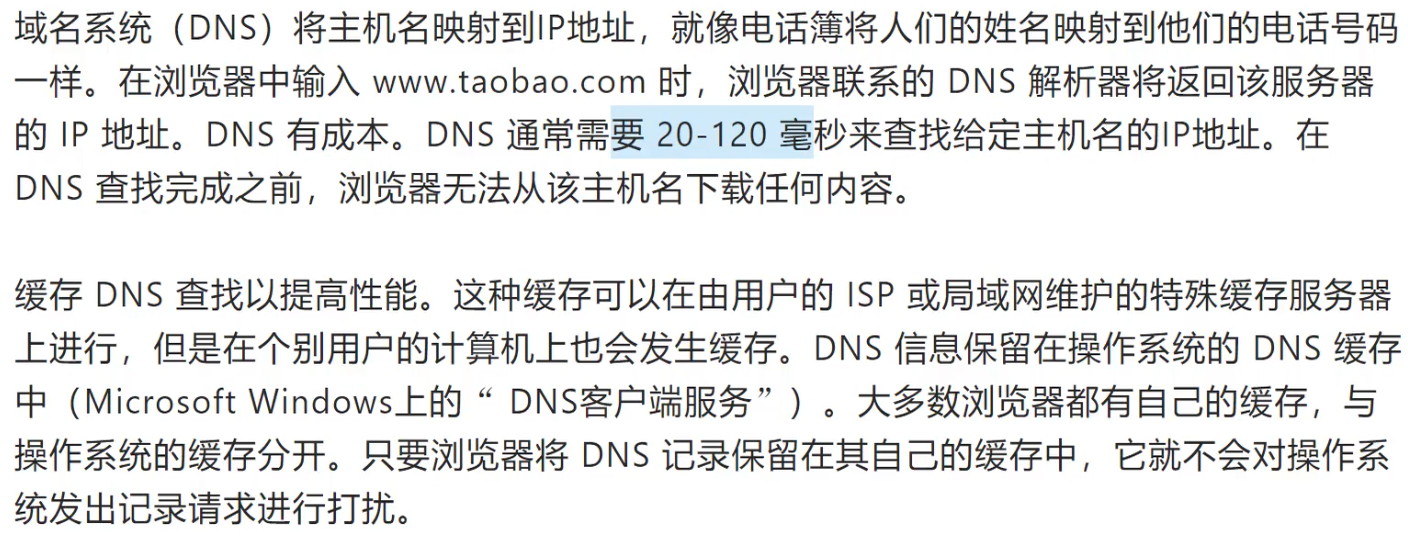 域名系统（DNS）将主机名映射到IP地址，就像电话簿将人们的姓名映射到他们的电话号码
一样。在浏览器中输入 www.taobao.com 时，浏览器联系的 DNS 解析器将返回该服务器
的 IP 地址。DNS 有成本。DNS 通常需要 20-120 毫秒来查找给定主机名的IP地址。在
DNS 查找完成之前，浏览器无法从该主机名下载任何内容。
缓存 DNS 查找以提高性能。这种缓存可以在由用户的 ISP 或局域网维护的特殊缓存服务器
上进行，但是在个别用户的计算机上也会发生缓存。DNS 信息保留在操作系统的 DNS 缓存
中（Microsoft Windows上的“ DNS客户端服务”）。大多数浏览器都有自己的缓存，与
操作系统的缓存分开。只要浏览器将 DNS 记录保留在其自己的缓存中，它就不会对操作系
统发出记录请求进行打扰。